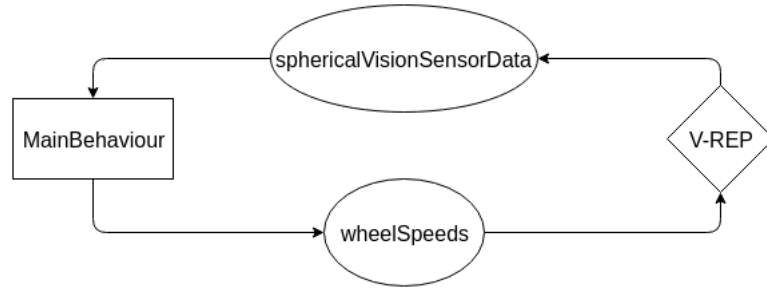 sphericalVisionSensorData
MainBehaviour
V-REP
wheelSpeeds